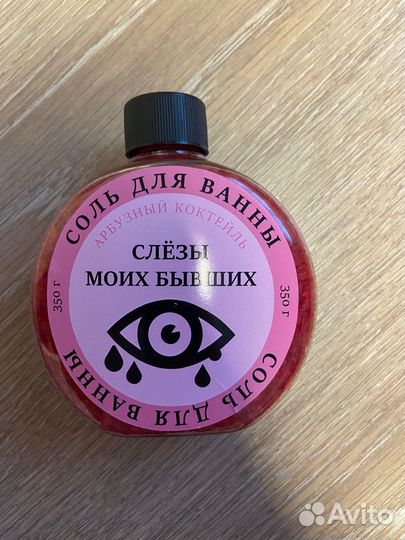 СОЛЬ ДЛЯ ВАННЫ
АРБУЗНЫЙ КОКТЕЙЛЬ
СЛЁЗЫ
МОИХ БЫВШИХ
350 г
350 г
СОЛЬ ДЛЯ ВАННЫ
Avito